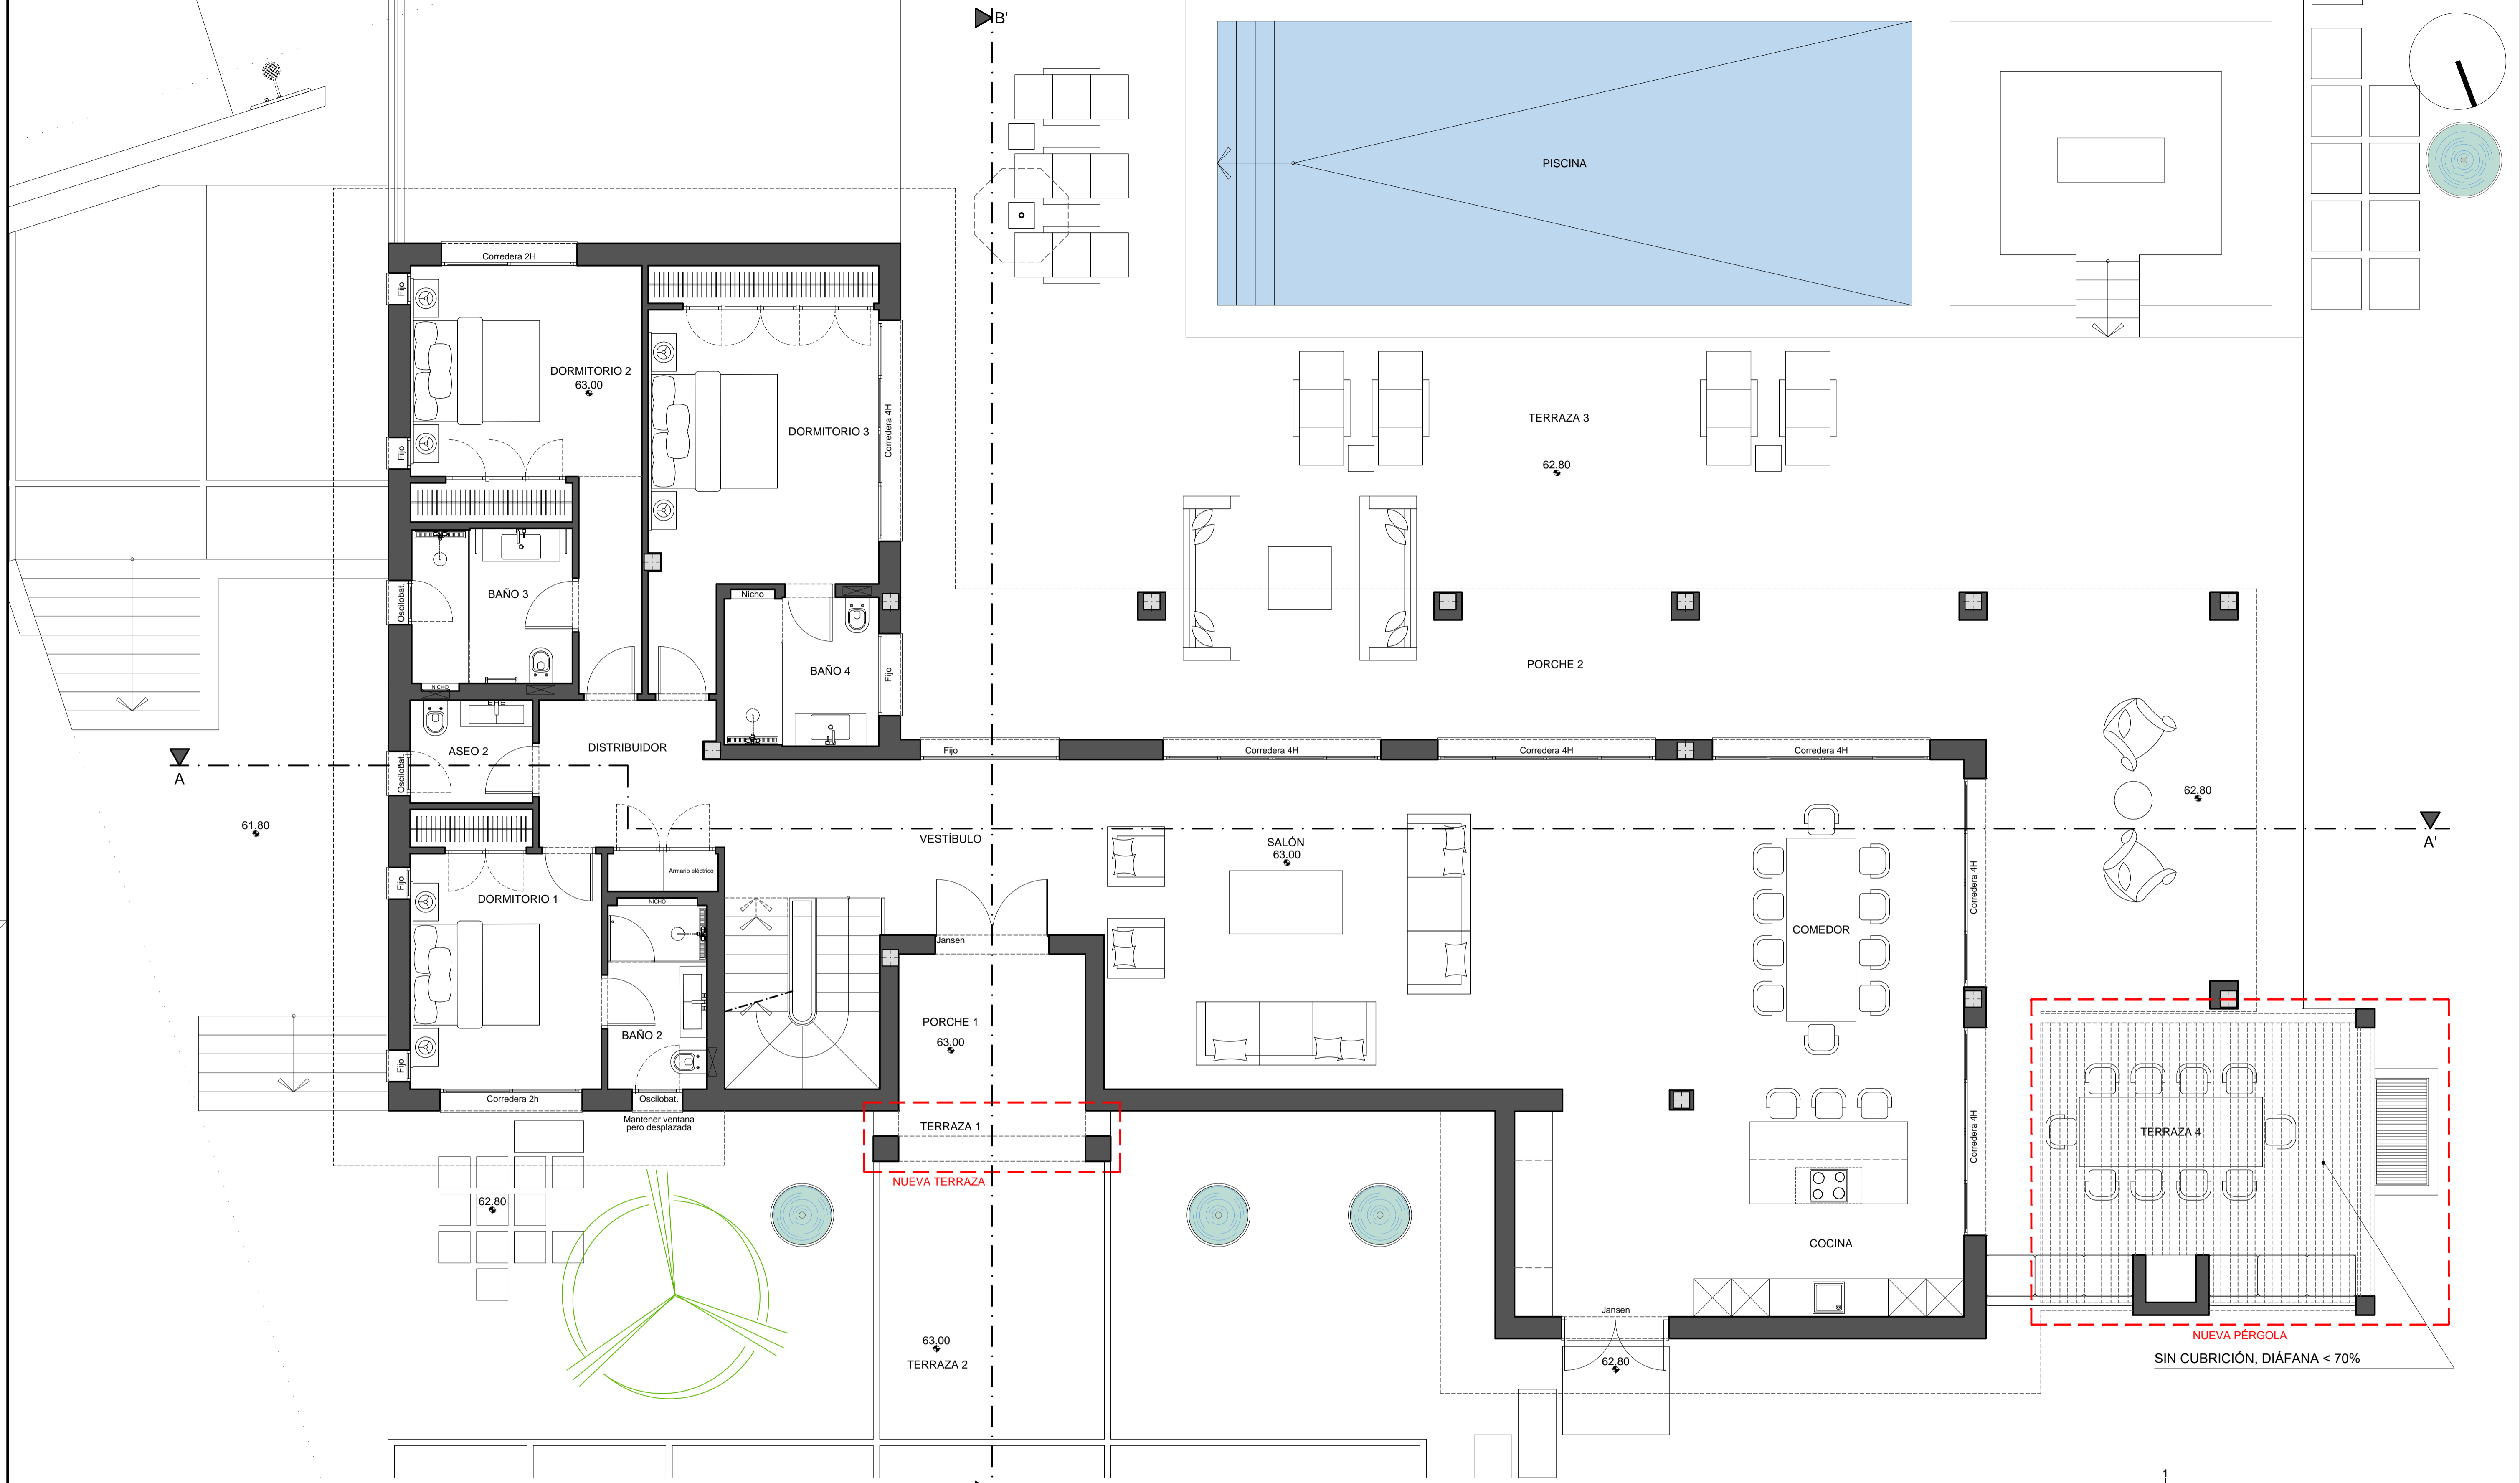 B'
PISCINA
Corredera 2H
Fijo
DORMITORIO 2
63.00
Corredera 4H
DORMITORIO 3
TERRAZA 3
62.80
Fijo
Oscilobat.
BAÑO 3
Nicho
BAÑO 4
Fijo
PORCHE 2
NICHO
ASEO 2
DISTRIBUIDOR
Oscilobat.
Fijo
Corredera 4H
Corredera 4H
Corredera 4H
A
61.80
62.80
VESTÍBULO
SALÓN
63.00
A'
Armario eléctrico
Fijo
DORMITORIO 1
NICHO
Corredera 4H
COMEDOR
Jansen
PORCHE 1
63.00
BAÑO 2
Fijo
Corredera 2h
Oscilobat.
Mantener ventana
pero desplazada
TERRAZA 1
Corredera 4H
TERRAZA 4
NUEVA TERRAZA
62.80
COCINA
Jansen
63.00
TERRAZA 2
62.80
NUEVA PÉRGOLA
SIN CUBRICIÓN, DIÁFANA < 70%
1